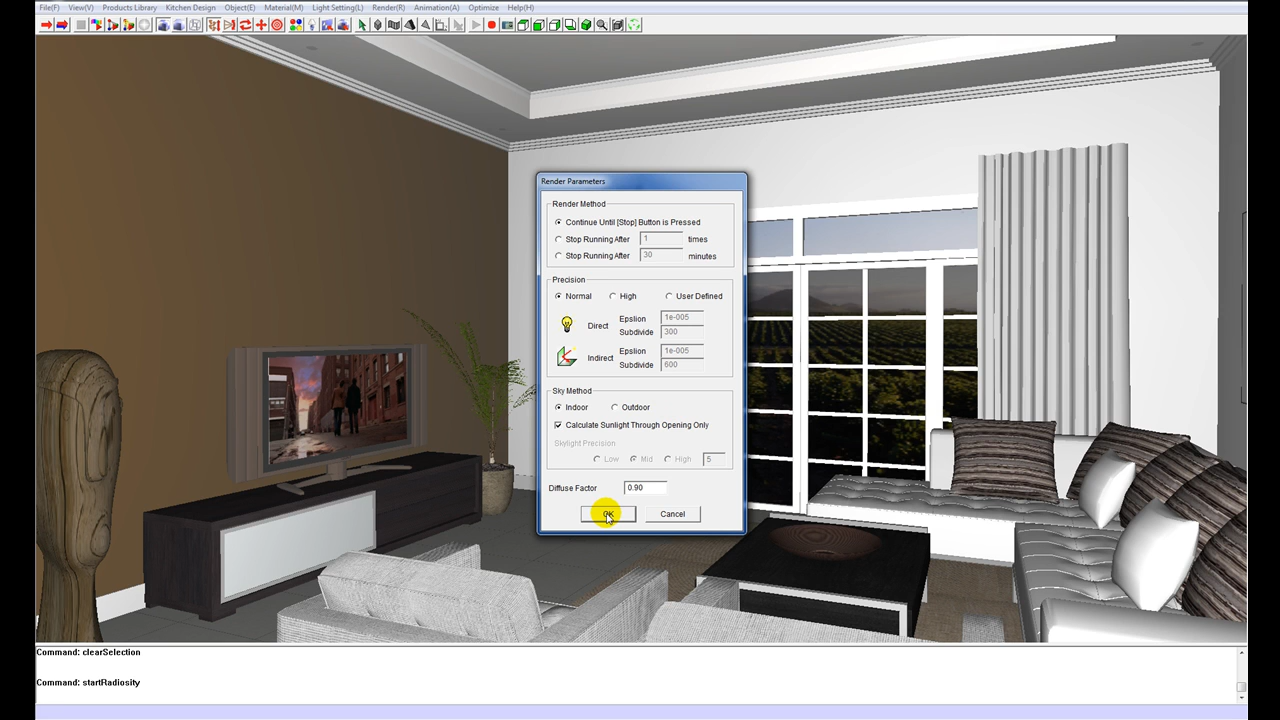 File(F) View(V) Products Library Kitchen Design Object(E) Material(M) Light Setting(L) Render(R) Animation(A) Optimize Help(H)
Render Parameters
Render Method
Continue Until [Stop] Button is Pressed
Stop Running After 1 times
Stop Running After 30 minutes
Precision
Normal High User Defined
Direct
Epslion 1e-005
Subdivide 300
Indirect
Epslion 1e-005
Subdivide 600
Sky Method
Indoor Outdoor
Calculate Sunlight Through Opening Only
Skylight Precision
Low Mid High 5
Diffuse Factor 0.90
OK Cancel
Command: clearSelection
Command: startRadiosity